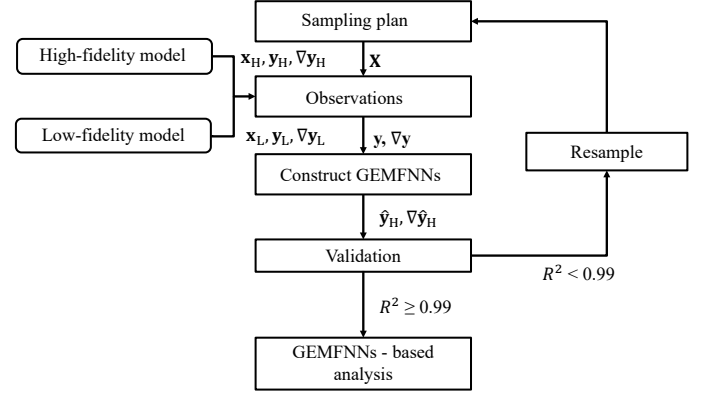 Sampling plan
High-fidelity model
𝐱H, 𝐲H, ∇𝐲H
𝐗
Observations
Low-fidelity model
𝐱L, 𝐲L, ∇𝐲L
𝐲, ∇𝐲
Resample
Construct GEMFNNs
𝐲̂H, ∇𝐲̂H
Validation
R² < 0.99
R² ≥ 0.99
GEMFNNs - based
analysis